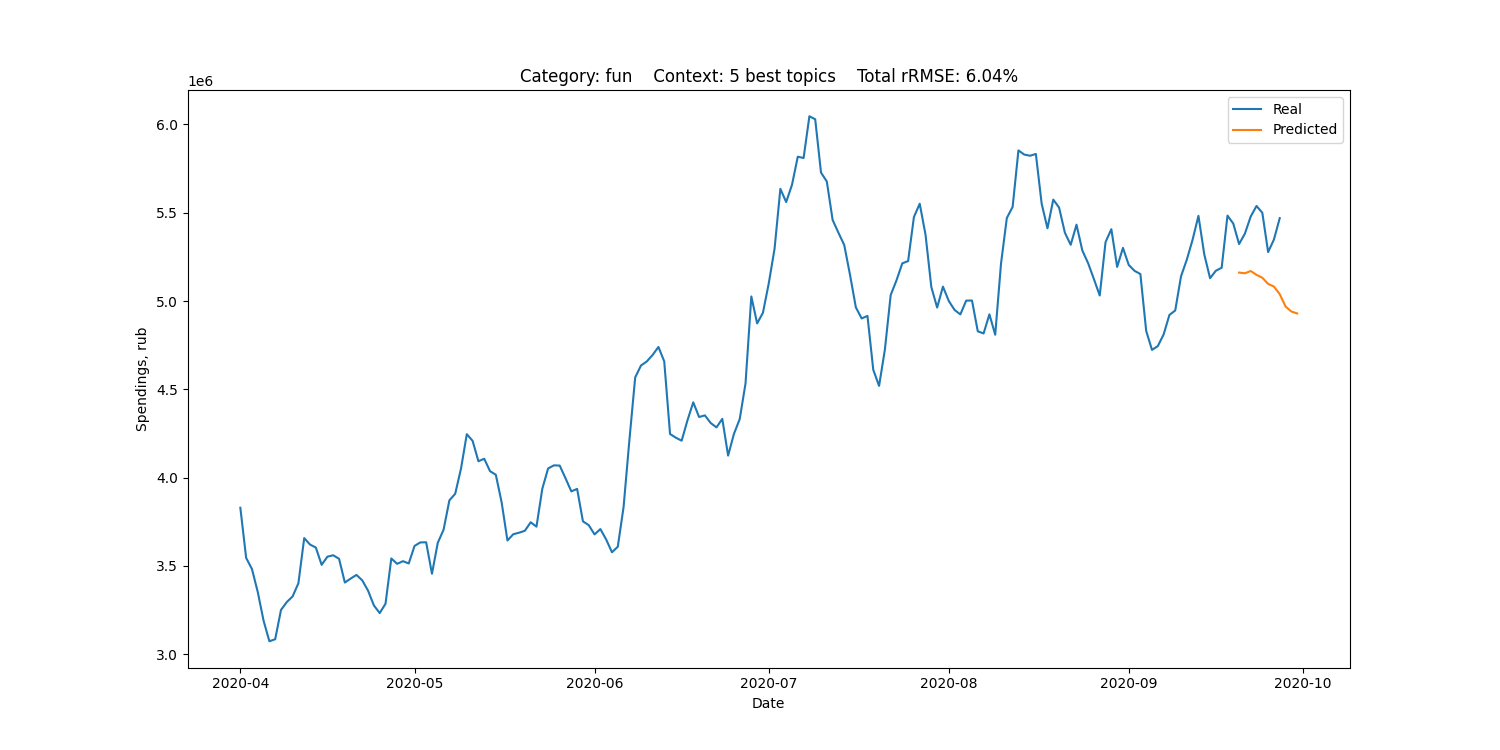 Category: fun    Context: 5 best topics    Total rRMSE: 6.04%
1e6
Real
Predicted
6.0
5.5
5.0
4.5
4.0
3.5
3.0
Spendings, rub
2020-04 2020-05 2020-06 2020-07 2020-08 2020-09 2020-10
Date